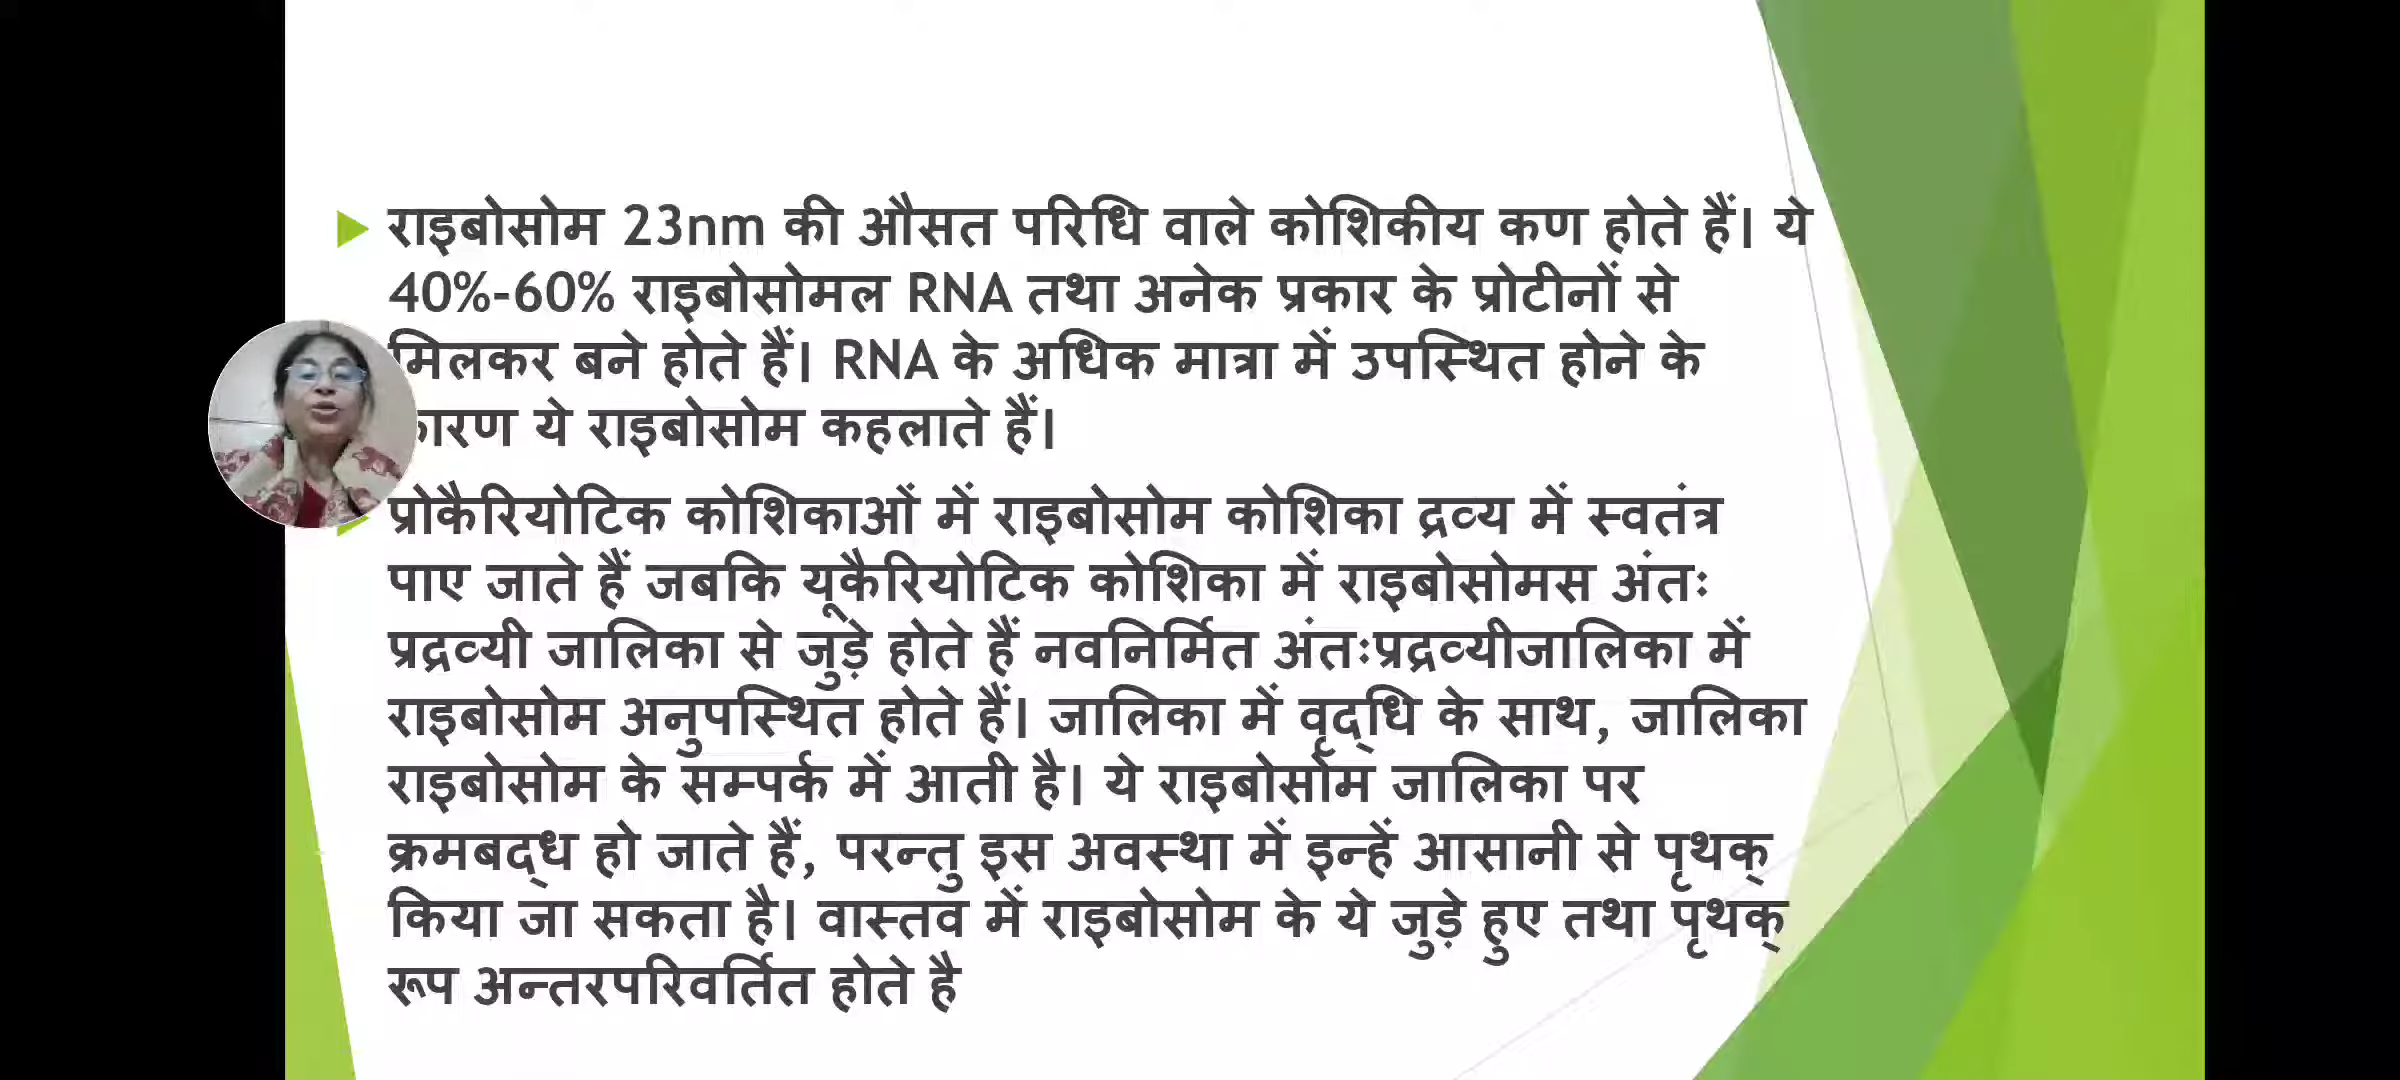 राइबोसोम 23nm की औसत परिधि वाले कोशिकीय कण होते हैं। ये
40%-60% राइबोसोमल RNA तथा अनेक प्रकार के प्रोटीनों से
मिलकर बने होते हैं। RNA के अधिक मात्रा में उपस्थित होने के
कारण ये राइबोसोम कहलाते हैं।
प्रोकैरियोटिक कोशिकाओं में राइबोसोम कोशिका द्रव्य में स्वतंत्र
पाए जाते हैं जबकि यूकैरियोटिक कोशिका में राइबोसोमस अंतः
प्रद्रव्यी जालिका से जुड़े होते हैं नवनिर्मित अंतःप्रद्रव्यीजालिका में
राइबोसोम अनुपस्थित होते हैं। जालिका में वृद्धि के साथ, जालिका
राइबोसोम के सम्पर्क में आती है। ये राइबोसोम जालिका पर
क्रमबद्ध हो जाते हैं, परन्तु इस अवस्था में इन्हें आसानी से पृथक्
किया जा सकता है। वास्तव में राइबोसोम के ये जुड़े हुए तथा पृथक्
रूप अन्तरपरिवर्तित होते है